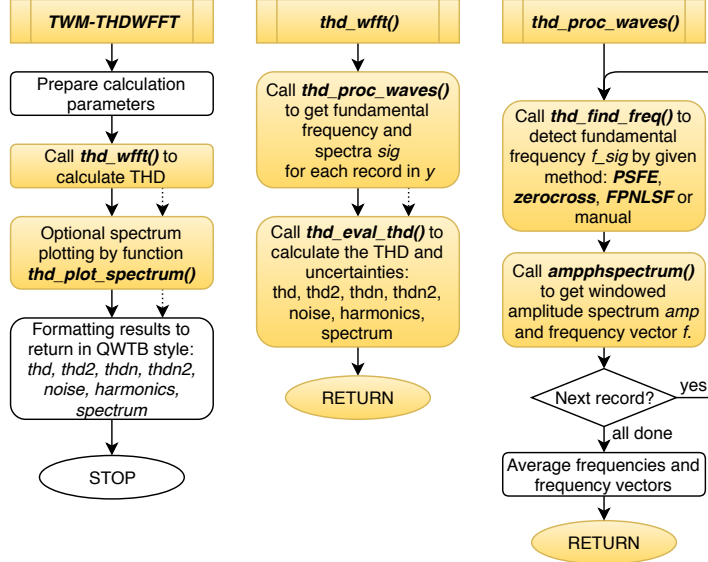 TWM-THDWFFT
Prepare calculation
parameters
Call thd_wfft() to
calculate THD
Optional spectrum
plotting by function
thd_plot_spectrum()
Formatting results to
return in QWTB style:
thd, thd2, thdn, thdn2,
noise, harmonics,
spectrum
STOP
thd_wfft()
Call thd_proc_waves()
to get fundamental
frequency and
spectra sig
for each record in y
Call thd_eval_thd() to
calculate the THD and
uncertainties:
thd, thd2, thdn, thdn2,
noise, harmonics,
spectrum
RETURN
thd_proc_waves()
Call thd_find_freq() to
detect fundamental
frequency f_sig by given
method: PSFE,
zerocross, FPNLSF or
manual
Call ampphspectrum()
to get windowed
amplitude spectrum amp
and frequency vector f.
Next record?
yes
all done
Average frequencies and
frequency vectors
RETURN